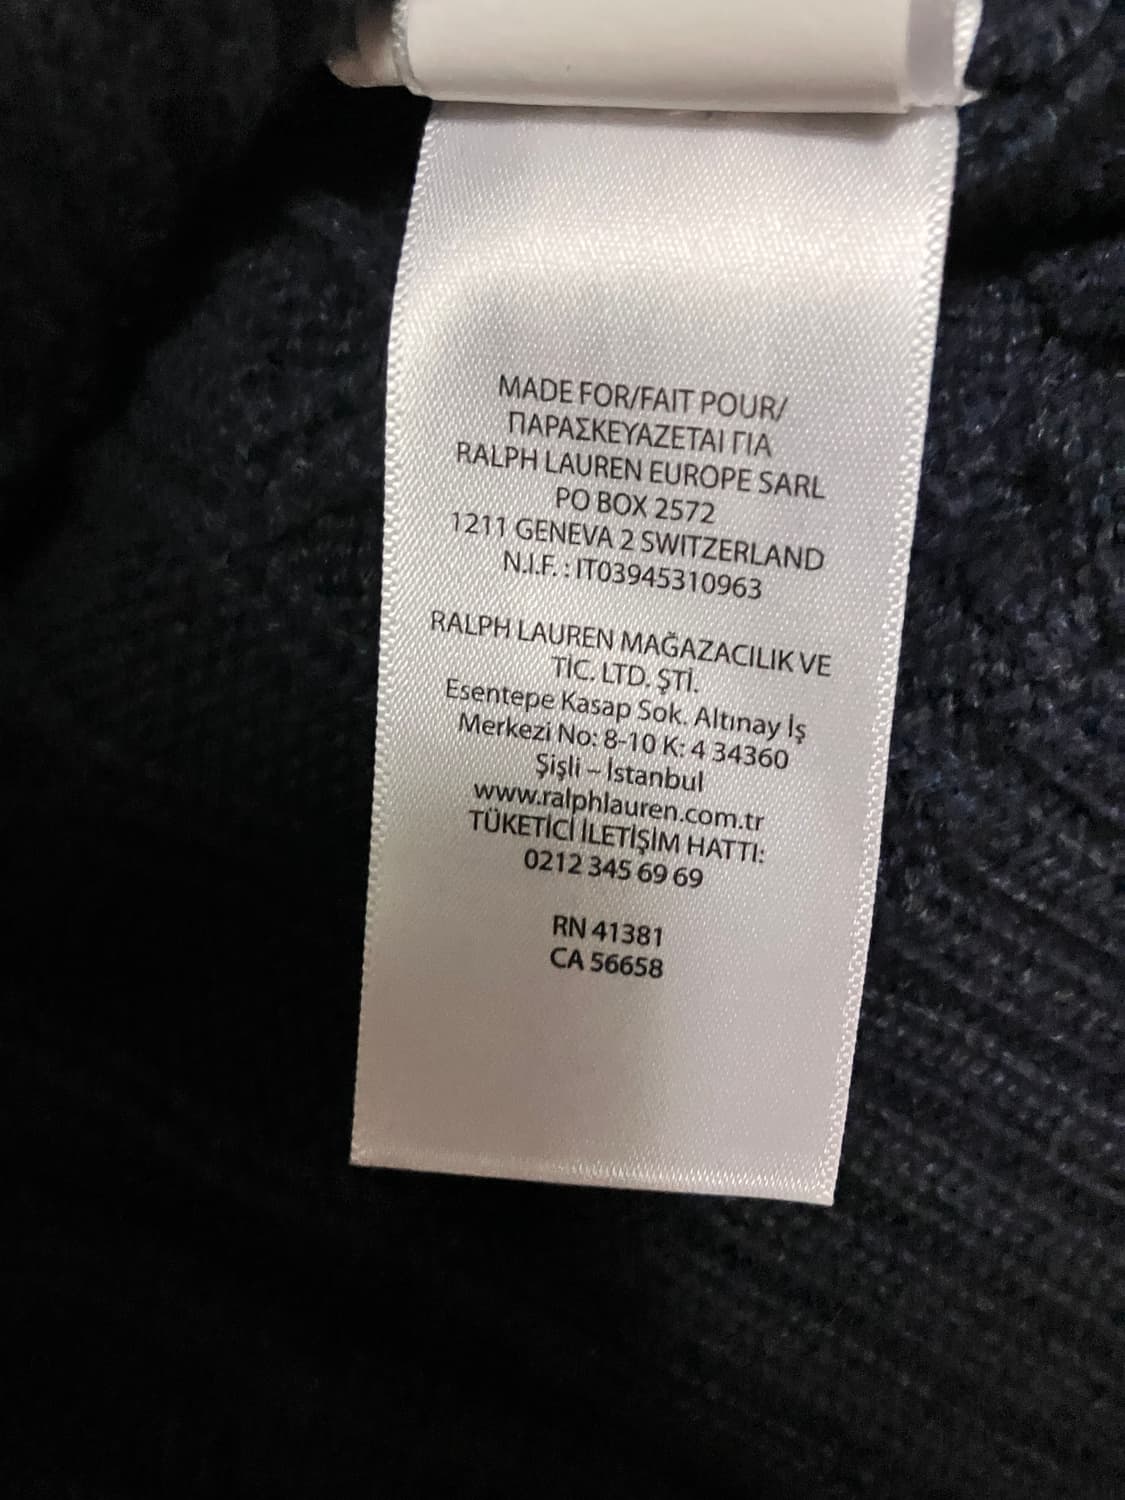 MADE FOR/FAIT POUR/
ΠΑΡΑΣΚΕΥΑΖΕΤΑΙ ΓΙΑ
RALPH LAUREN EUROPE SARL
PO BOX 2572
1211 GENEVA 2 SWITZERLAND
N.I.F. : IT03945310963
RALPH LAUREN MAĞAZACILIK VE
TİC. LTD. ŞTİ.
Esentepe Kasap Sok. Altınay İş
Merkezi No: 8-10 K: 4 34360
Şişli – İstanbul
www.ralphlauren.com.tr
TÜKETİCİ İLETİŞİM HATTI:
0212 345 69 69
RN 41381
CA 56658